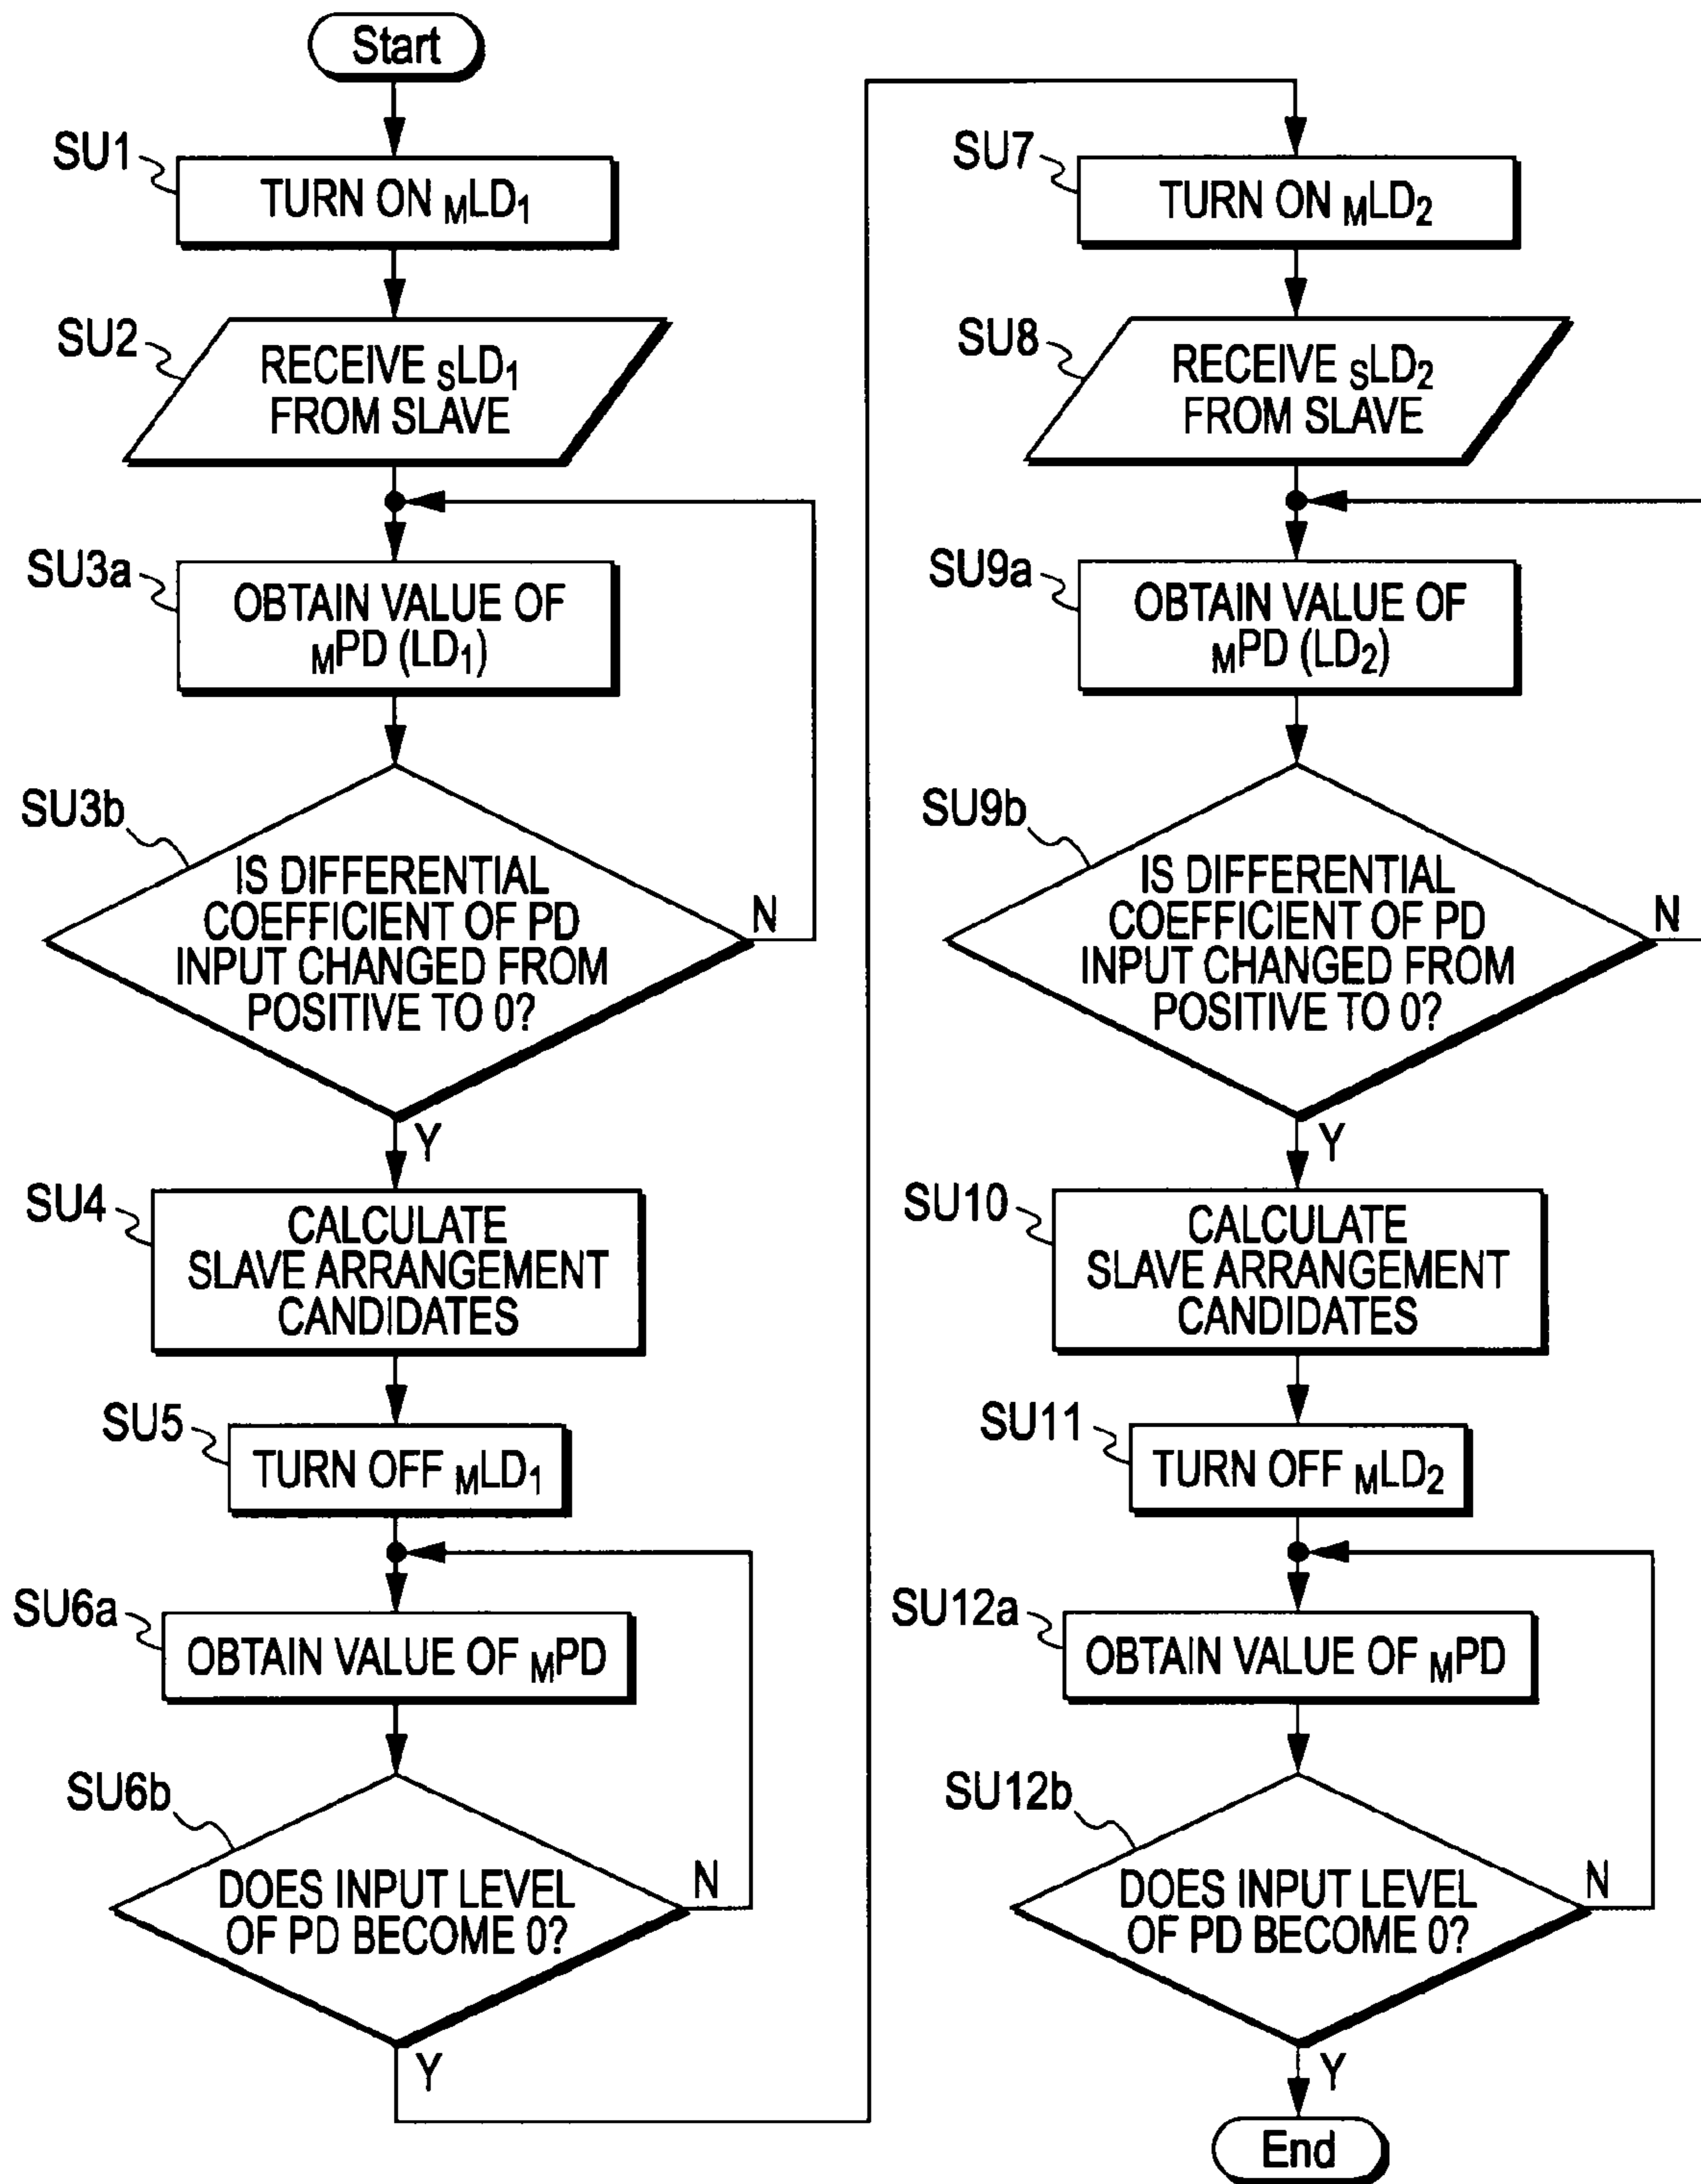 Start
SU1
TURN ON MLD1
SU2
RECEIVE SLD1
FROM SLAVE
SU3a
OBTAIN VALUE OF
MPD (LD1)
SU3b
IS DIFFERENTIAL
COEFFICIENT OF PD
INPUT CHANGED FROM
POSITIVE TO 0?
N
Y
SU4
CALCULATE
SLAVE ARRANGEMENT
CANDIDATES
SU5
TURN OFF MLD1
SU6a
OBTAIN VALUE OF MPD
SU6b
DOES INPUT LEVEL
OF PD BECOME 0?
N
Y
SU7
TURN ON MLD2
SU8
RECEIVE SLD2
FROM SLAVE
SU9a
OBTAIN VALUE OF
MPD (LD2)
SU9b
IS DIFFERENTIAL
COEFFICIENT OF PD
INPUT CHANGED FROM
POSITIVE TO 0?
N
Y
SU10
CALCULATE
SLAVE ARRANGEMENT
CANDIDATES
SU11
TURN OFF MLD2
SU12a
OBTAIN VALUE OF MPD
SU12b
DOES INPUT LEVEL
OF PD BECOME 0?
N
Y
End